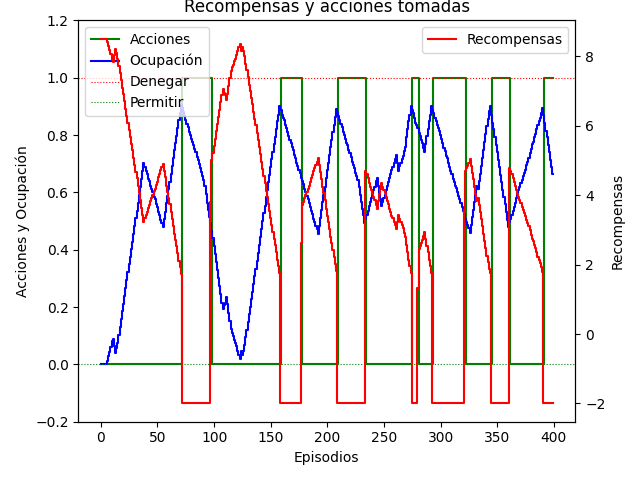 Recompensas y acciones tomadas
Acciones
Ocupación
Denegar
Permitir
Recompensas
1.2
1.0
0.8
0.6
0.4
0.2
0.0
−0.2
Acciones y Ocupación
8
6
4
2
0
−2
Recompensas
0 50 100 150 200 250 300 350 400
Episodios